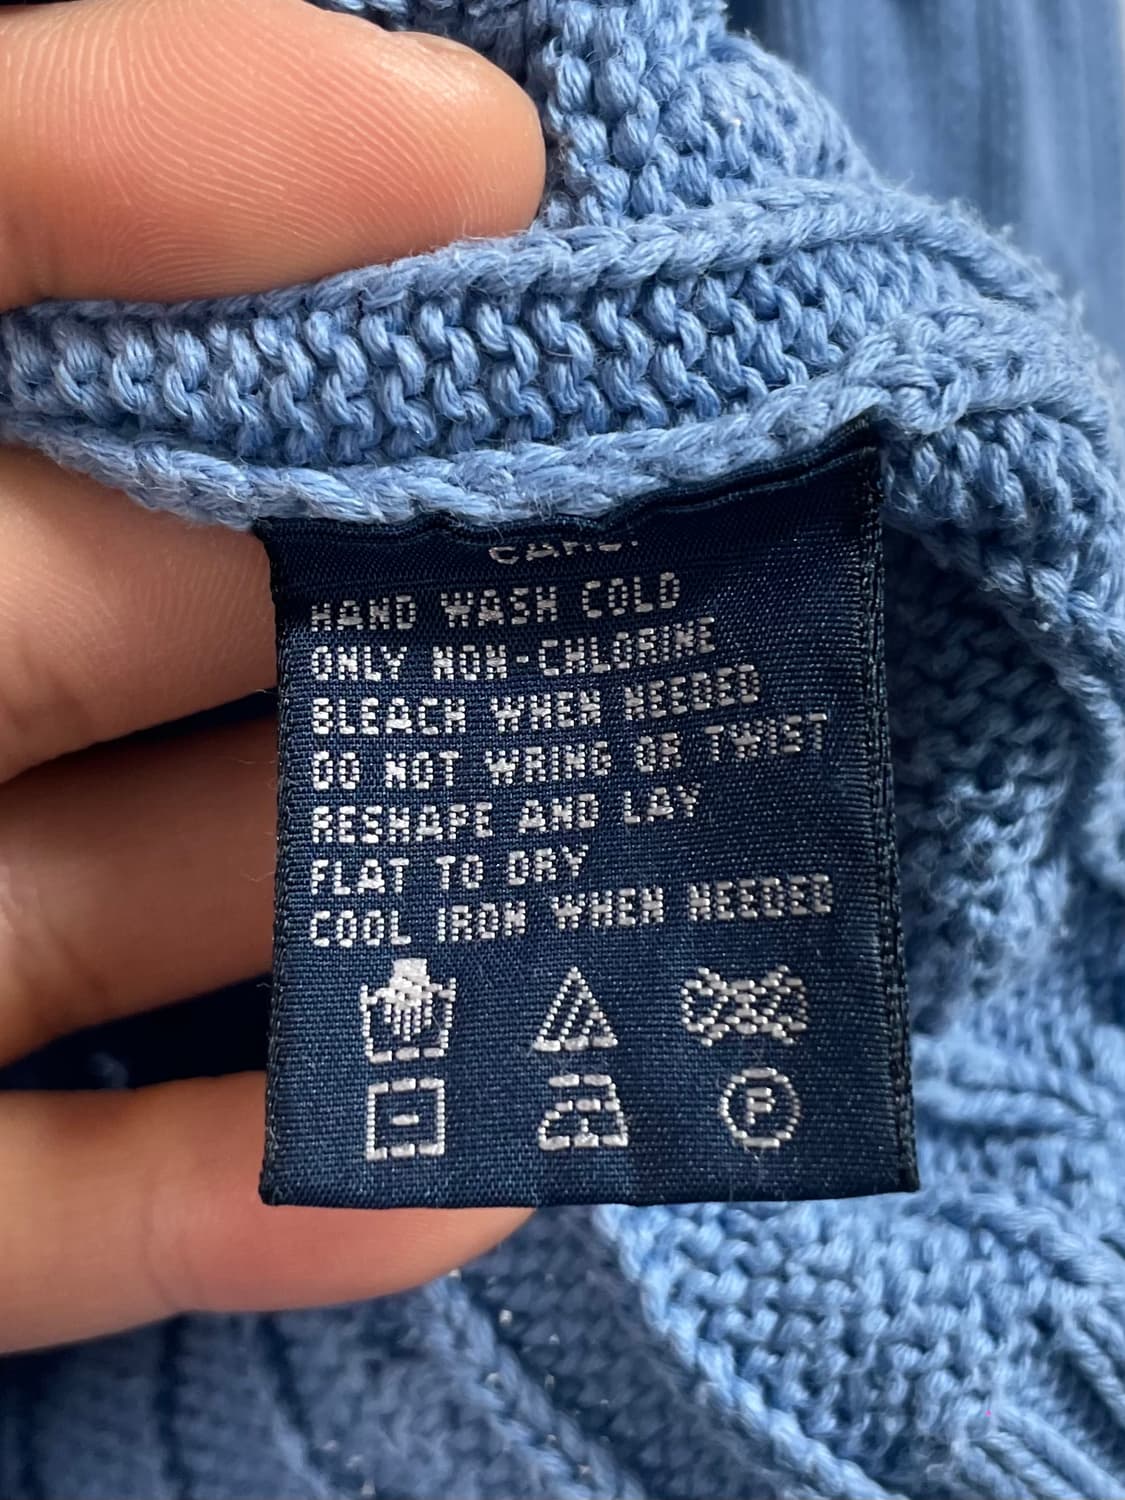 HAND WASH COLD
ONLY NON-CHLORINE
BLEACH WHEN NEEDED
DO NOT WRING OR TWIST
RESHAPE AND LAY
FLAT TO DRY
COOL IRON WHEN NEEDED
P